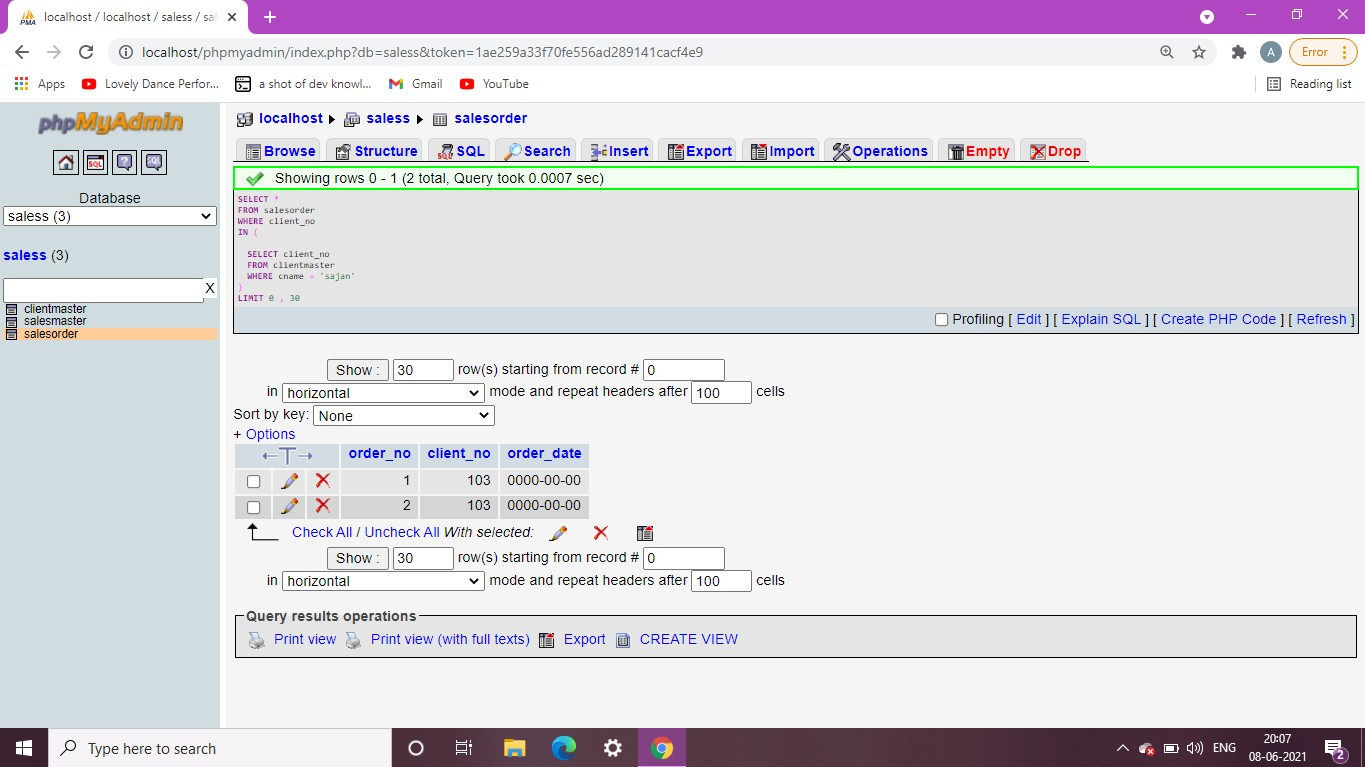 localhost / localhost / saless / sal
localhost/phpmyadmin/index.php?db=saless&token=1ae259a33f70fe556ad289141cacf4e9
A
Error
Apps
Lovely Dance Perfor...
a shot of dev knowl...
Gmail
YouTube
Reading list
phpMyAdmin
SQL
?
SQL
Database
saless (3)
saless (3)
X
clientmaster
salesmaster
salesorder
localhost saless salesorder
Browse Structure SQL Search Insert Export Import Operations Empty Drop
Showing rows 0 - 1 (2 total, Query took 0.0007 sec)
SELECT *
FROM salesorder
WHERE client_no
IN (
SELECT client_no
FROM clientmaster
WHERE cname = "sajan"
)
LIMIT 0 , 30
Profiling [ Edit ] [ Explain SQL ] [ Create PHP Code ] [ Refresh ]
Show : 30 row(s) starting from record # 0
in horizontal mode and repeat headers after 100 cells
Sort by key: None
+ Options
←T→ order_no client_no order_date
1 103 0000-00-00
2 103 0000-00-00
Check All / Uncheck All With selected:
Show : 30 row(s) starting from record # 0
in horizontal mode and repeat headers after 100 cells
Query results operations
Print view Print view (with full texts) Export CREATE VIEW
Type here to search
ENG
20:07
08-06-2021
2